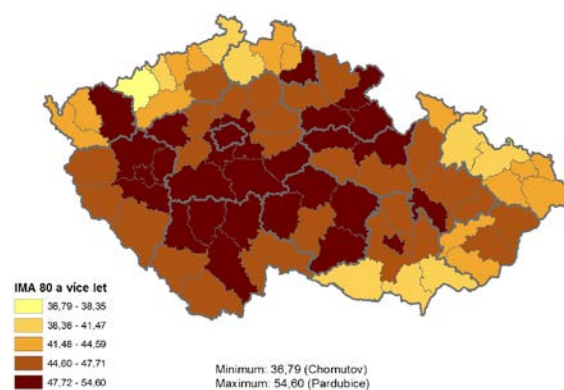 IMA 80 a více let
36,79 - 38,35
38,36 - 41,47
41,48 - 44,59
44,60 - 47,71
47,72 - 54,60
Minimum: 36,79 (Chomutov)
Maximum: 54,60 (Pardubice)